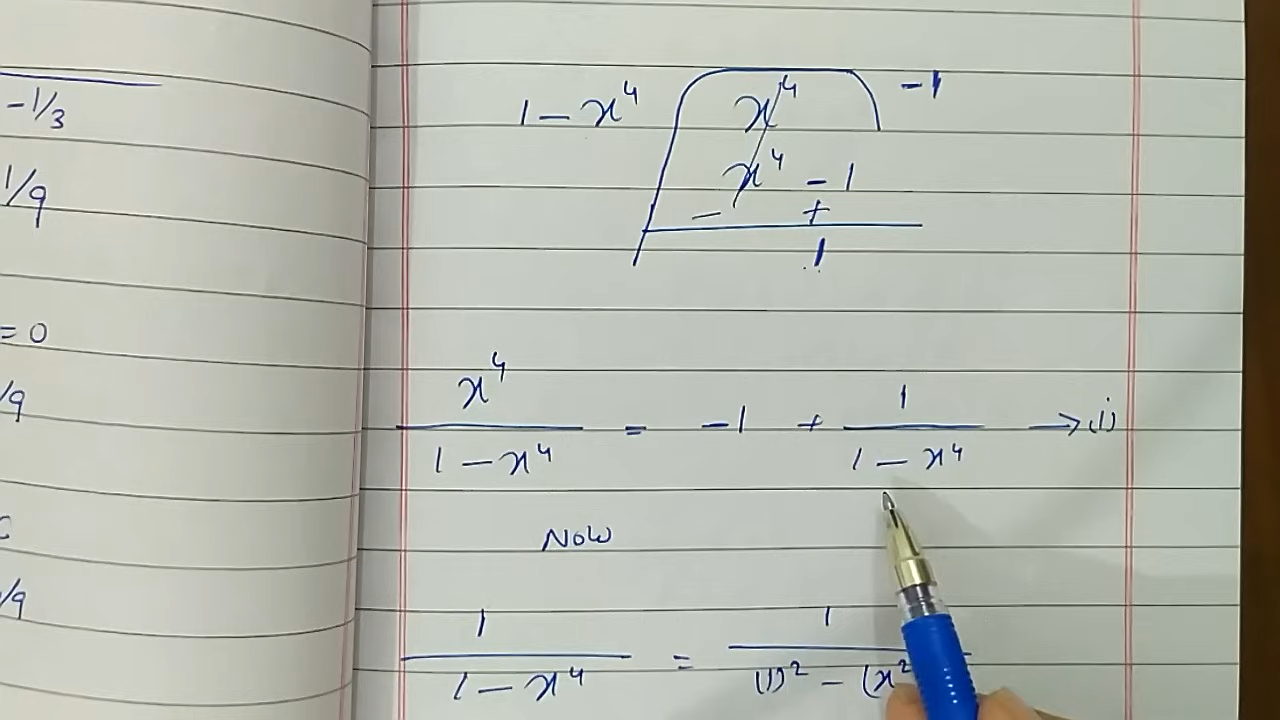 -1/3
1/9
= 0
/9
/9
1 - x⁴ x⁴ -1
x⁴ - 1
- +
1
x⁴/(1 - x⁴) = -1 + 1/(1 - x⁴) → (i)
Now
1/(1 - x⁴) = 1/((1)² - (x²